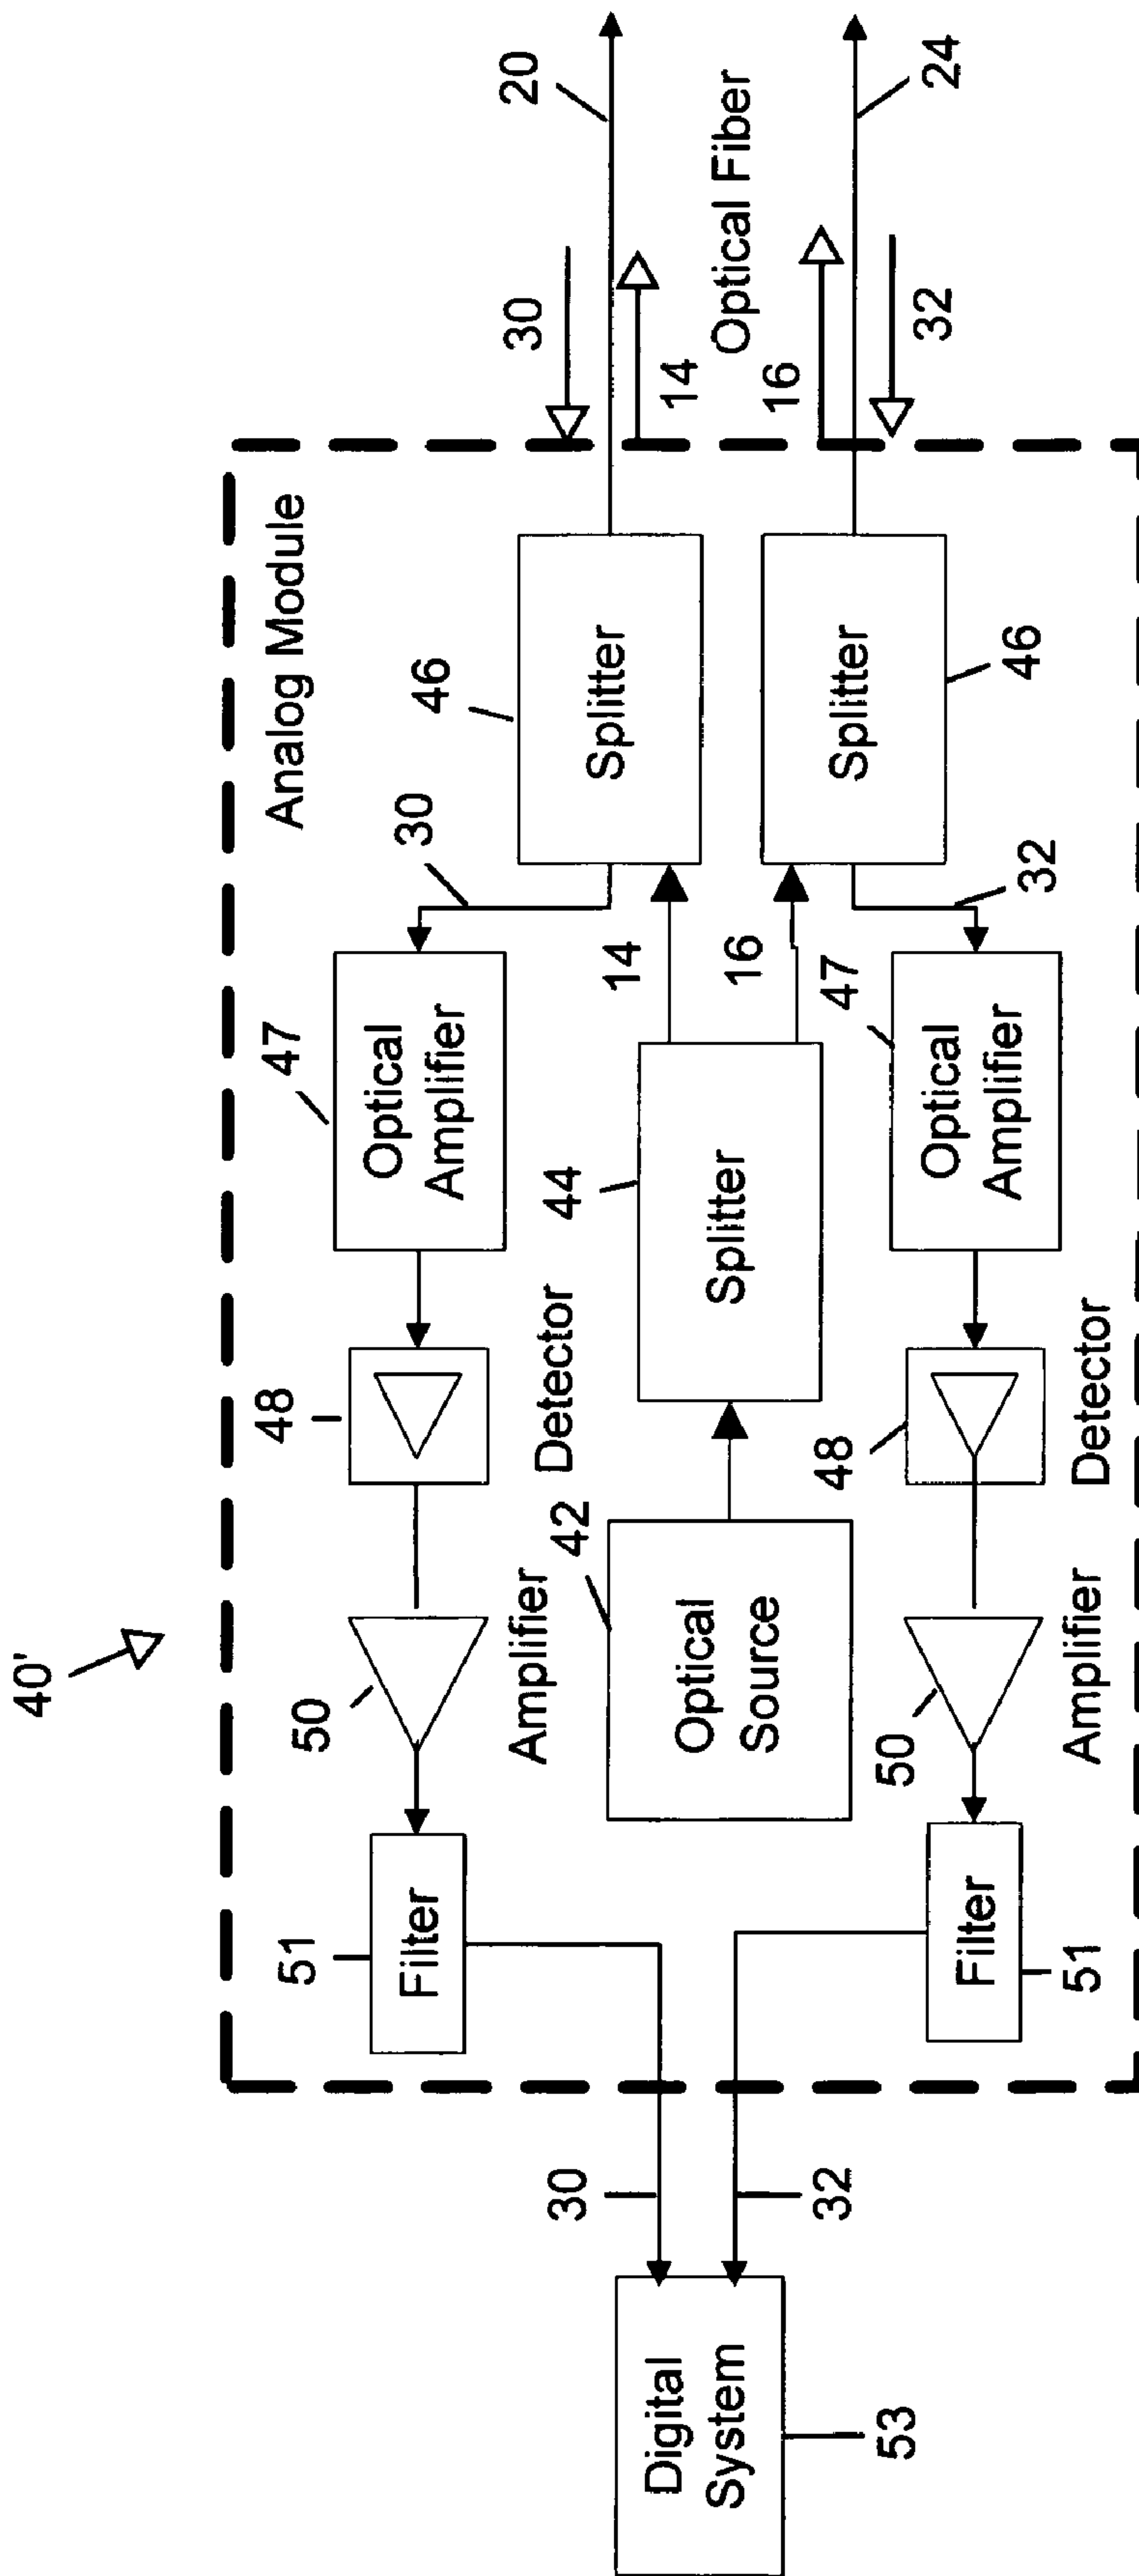 40'
Analog Module
51
50
48
47
Filter
Optical
Amplifier
30
46
Amplifier
Detector
30
20
30
42
44
14
Splitter
14
Digital
System
Optical
Source
Splitter
Optical Fiber
16
16
32
53
48
47
Splitter
50
32
24
Filter
Optical
Amplifier
32
46
51
Amplifier
Detector